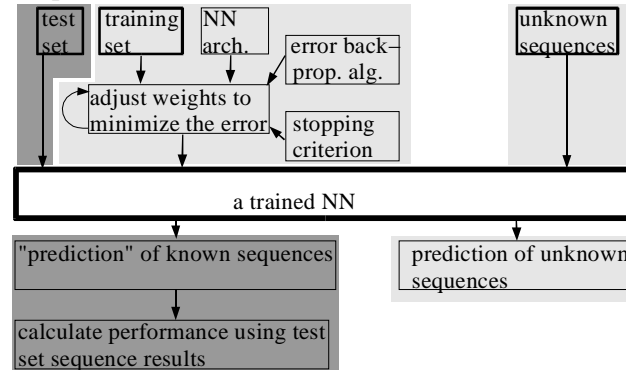 test
set
training
set
NN
arch.
error back–
prop. alg.
unknown
sequences
adjust weights to
minimize the error
stopping
criterion
a trained NN
"prediction" of known sequences
prediction of unknown
sequences
calculate performance using test
set sequence results